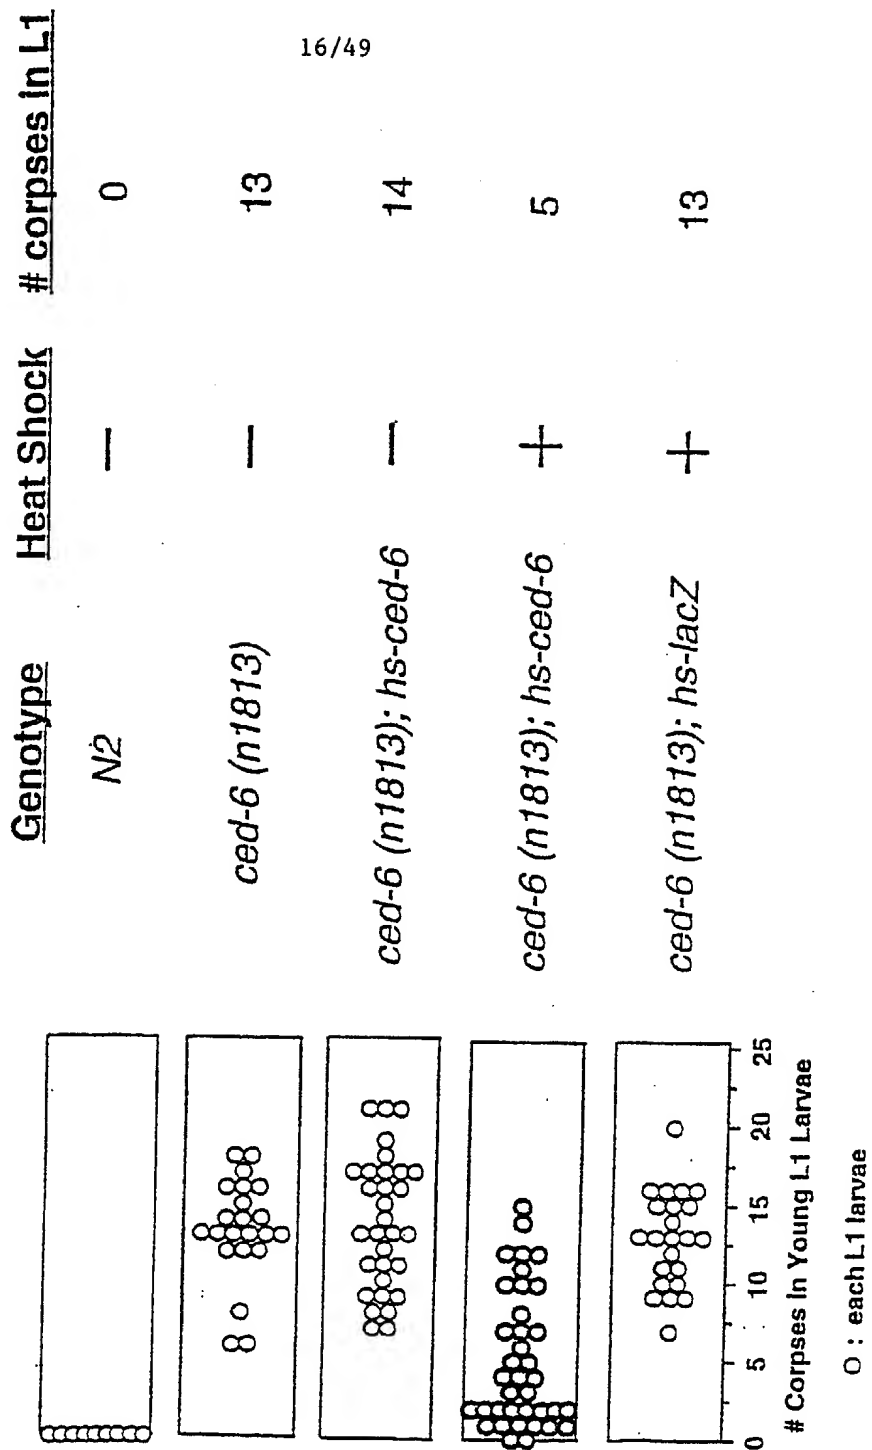 16/49
Genotype Heat Shock # corpses in L1
N2 — 0
ced-6 (n1813) — 13
ced-6 (n1813); hs-ced-6 — 14
ced-6 (n1813); hs-ced-6 + 5
ced-6 (n1813); hs-lacZ + 13
0 5 10 15 20 25
# Corpses In Young L1 Larvae
O : each L1 larvae